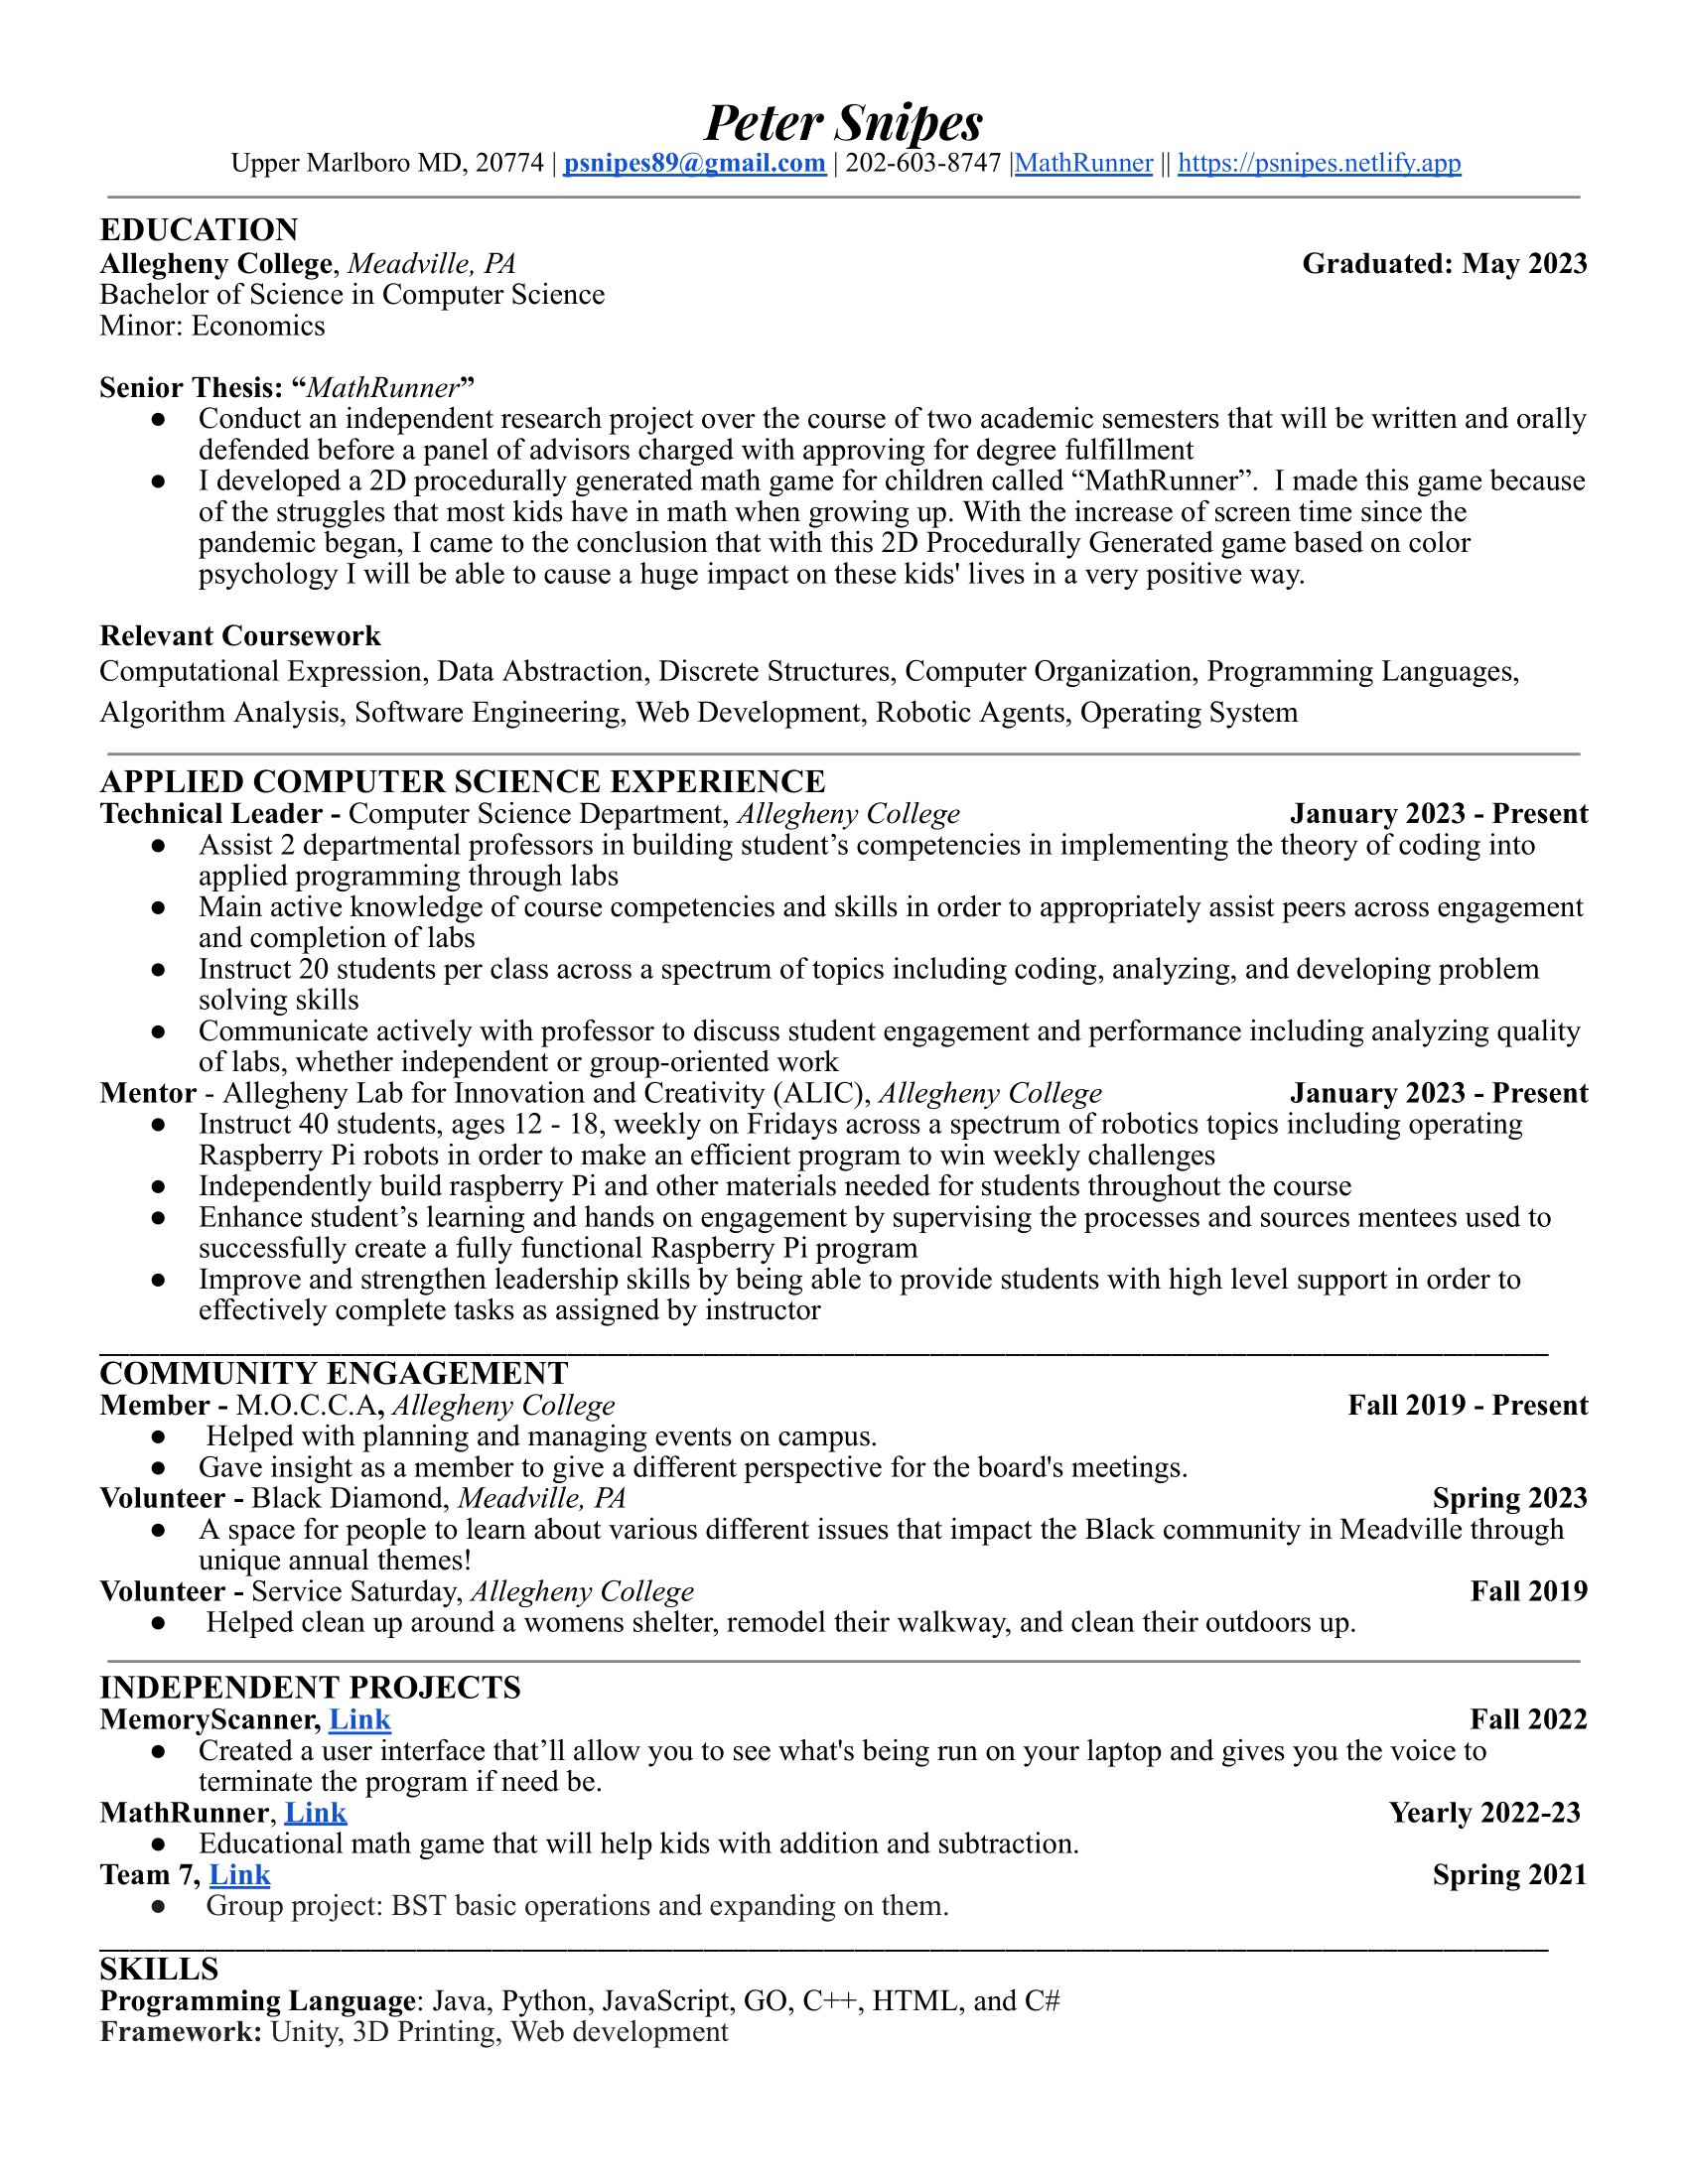 Peter Snipes
Upper Marlboro MD, 20774 | psnipes89@gmail.com | 202-603-8747 |MathRunner || https://psnipes.netlify.app
EDUCATION
Allegheny College, Meadville, PA Graduated: May 2023
Bachelor of Science in Computer Science
Minor: Economics
Senior Thesis: “MathRunner”
● Conduct an independent research project over the course of two academic semesters that will be written and orally
defended before a panel of advisors charged with approving for degree fulfillment
● I developed a 2D procedurally generated math game for children called “MathRunner”.  I made this game because
of the struggles that most kids have in math when growing up. With the increase of screen time since the
pandemic began, I came to the conclusion that with this 2D Procedurally Generated game based on color
psychology I will be able to cause a huge impact on these kids' lives in a very positive way.
Relevant Coursework
Computational Expression, Data Abstraction, Discrete Structures, Computer Organization, Programming Languages,
Algorithm Analysis, Software Engineering, Web Development, Robotic Agents, Operating System
APPLIED COMPUTER SCIENCE EXPERIENCE
Technical Leader - Computer Science Department, Allegheny College January 2023 - Present
● Assist 2 departmental professors in building student’s competencies in implementing the theory of coding into
applied programming through labs
● Main active knowledge of course competencies and skills in order to appropriately assist peers across engagement
and completion of labs
● Instruct 20 students per class across a spectrum of topics including coding, analyzing, and developing problem
solving skills
● Communicate actively with professor to discuss student engagement and performance including analyzing quality
of labs, whether independent or group-oriented work
Mentor - Allegheny Lab for Innovation and Creativity (ALIC), Allegheny College January 2023 - Present
● Instruct 40 students, ages 12 - 18, weekly on Fridays across a spectrum of robotics topics including operating
Raspberry Pi robots in order to make an efficient program to win weekly challenges
● Independently build raspberry Pi and other materials needed for students throughout the course
● Enhance student’s learning and hands on engagement by supervising the processes and sources mentees used to
successfully create a fully functional Raspberry Pi program
● Improve and strengthen leadership skills by being able to provide students with high level support in order to
effectively complete tasks as assigned by instructor
COMMUNITY ENGAGEMENT
Member - M.O.C.C.A, Allegheny College Fall 2019 - Present
● Helped with planning and managing events on campus.
● Gave insight as a member to give a different perspective for the board's meetings.
Volunteer - Black Diamond, Meadville, PA Spring 2023
● A space for people to learn about various different issues that impact the Black community in Meadville through
unique annual themes!
Volunteer - Service Saturday, Allegheny College Fall 2019
● Helped clean up around a womens shelter, remodel their walkway, and clean their outdoors up.
INDEPENDENT PROJECTS
MemoryScanner, Link Fall 2022
● Created a user interface that’ll allow you to see what's being run on your laptop and gives you the voice to
terminate the program if need be.
MathRunner, Link Yearly 2022-23
● Educational math game that will help kids with addition and subtraction.
Team 7, Link Spring 2021
● Group project: BST basic operations and expanding on them.
SKILLS
Programming Language: Java, Python, JavaScript, GO, C++, HTML, and C#
Framework: Unity, 3D Printing, Web development